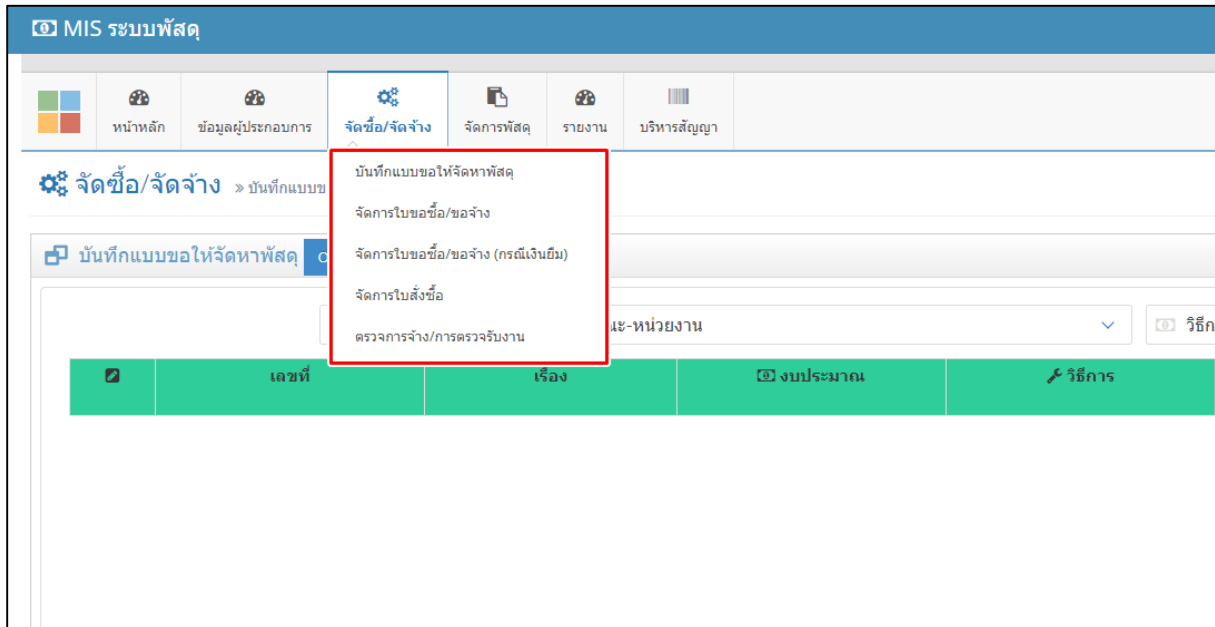 MIS ระบบพัสดุ
หน้าหลัก ข้อมูลผู้ประกอบการ จัดซื้อ/จัดจ้าง จัดการพัสดุ รายงาน บริหารสัญญา
จัดซื้อ/จัดจ้าง » บันทึกแบบข
บันทึกแบบขอให้จัดหาพัสดุ
จัดการใบขอซื้อ/ขอจ้าง
บันทึกแบบขอให้จัดหาพัสดุ
จัดการใบขอซื้อ/ขอจ้าง (กรณีเงินยืม)
จัดการใบสั่งซื้อ
ตรวจการจ้าง/การตรวจรับงาน
-หน่วยงาน วิธีก
เลขที่ เรื่อง งบประมาณ วิธีการ